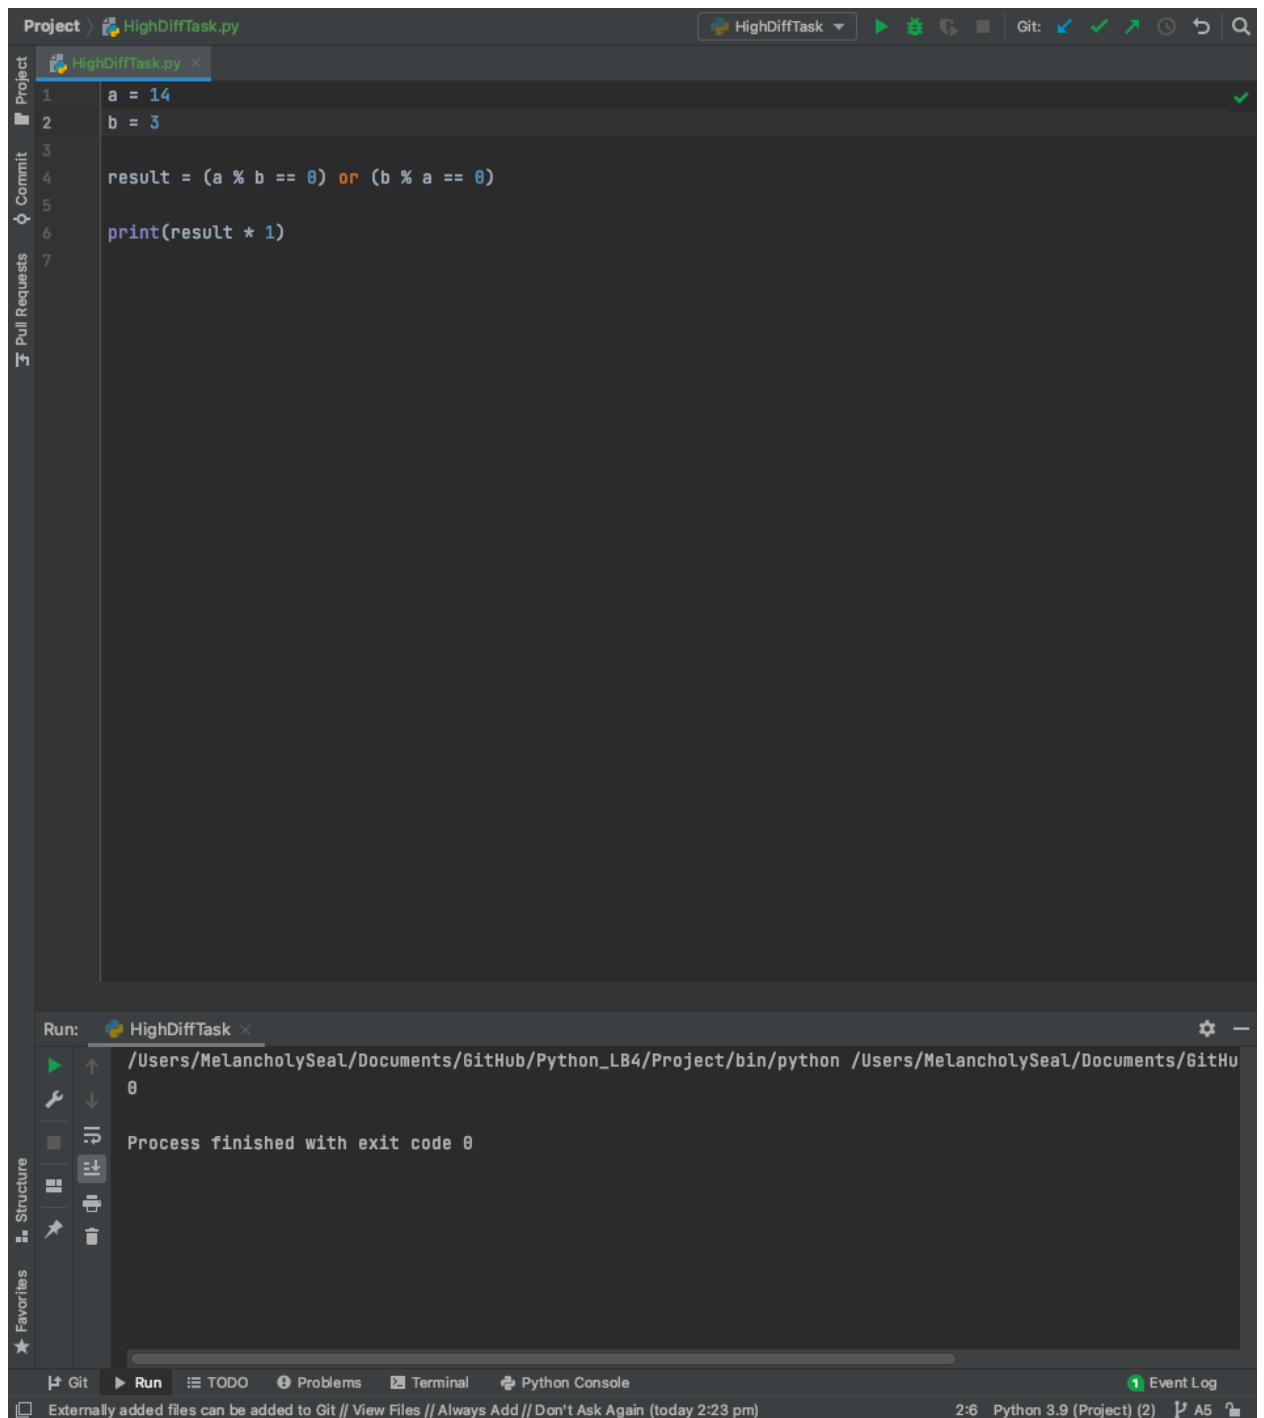 Project HighDiffTask.py HighDiffTask Git:
HighDiffTask.py
Project
Commit
Pull Requests
1 a = 14
2 b = 3
3
4 result = (a % b == 0) or (b % a == 0)
5
6 print(result * 1)
7
Run: HighDiffTask
/Users/MelancholySeal/Documents/GitHub/Python_LB4/Project/bin/python /Users/MelancholySeal/Documents/GitHu
0
Process finished with exit code 0
Structure
Favorites
Git Run TODO Problems Terminal Python Console 1 Event Log
Externally added files can be added to Git // View Files // Always Add // Don't Ask Again (today 2:23 pm) 2:6 Python 3.9 (Project) (2) A5